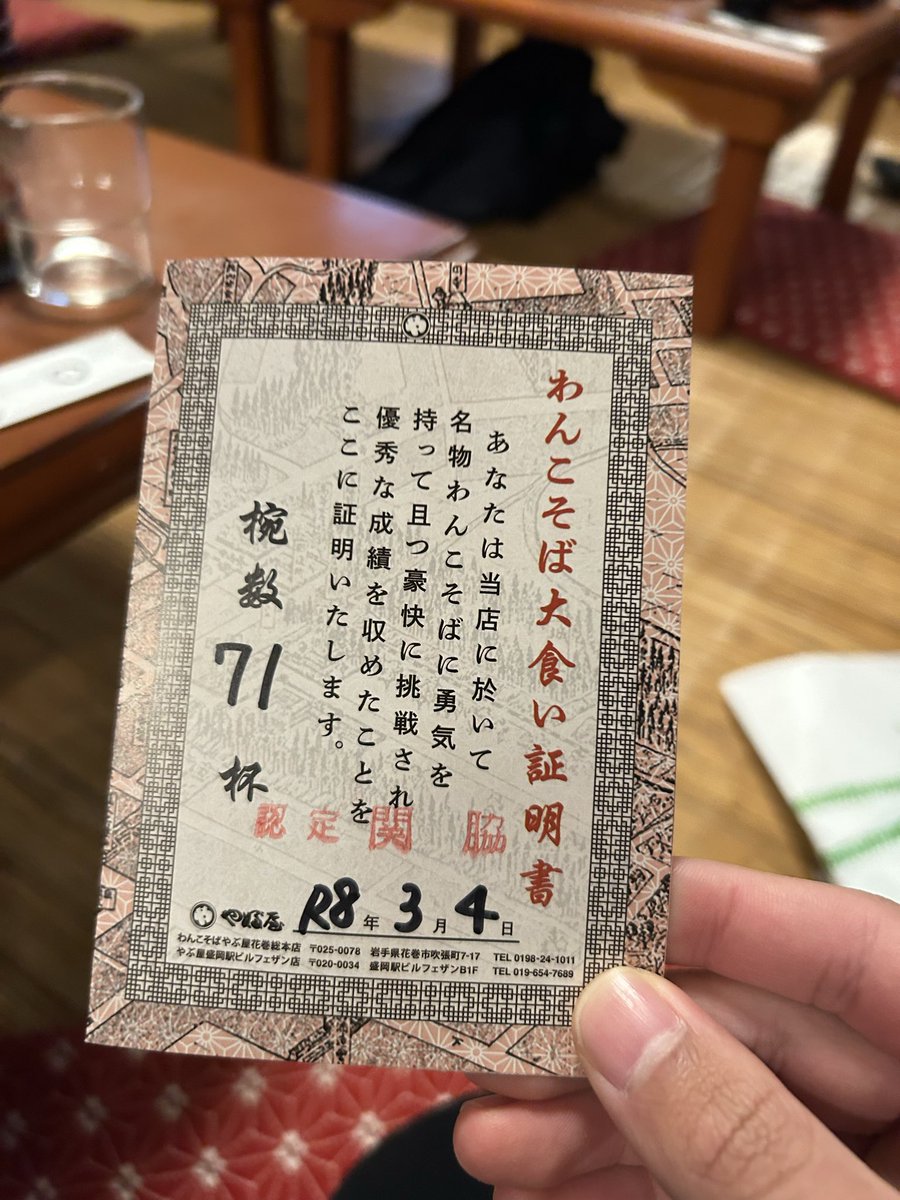 わんこそば大食い証明書
あなたは当店に於いて
名物わんこそばに勇気を
持って且つ豪快に挑戦され
優秀な成績を収めたことを
ここに証明いたします。
椀数 71 杯
認定 関 脇
やぶ屋 R8年 3月 4日
わんこそばやぶ屋花巻総本店 〒025-0078 岩手県花巻市吹張町7-17 TEL 0198-24-1011
やぶ屋盛岡駅ビルフェザン店 〒020-0034 盛岡駅ビルフェザンB1F TEL 019-654-7689